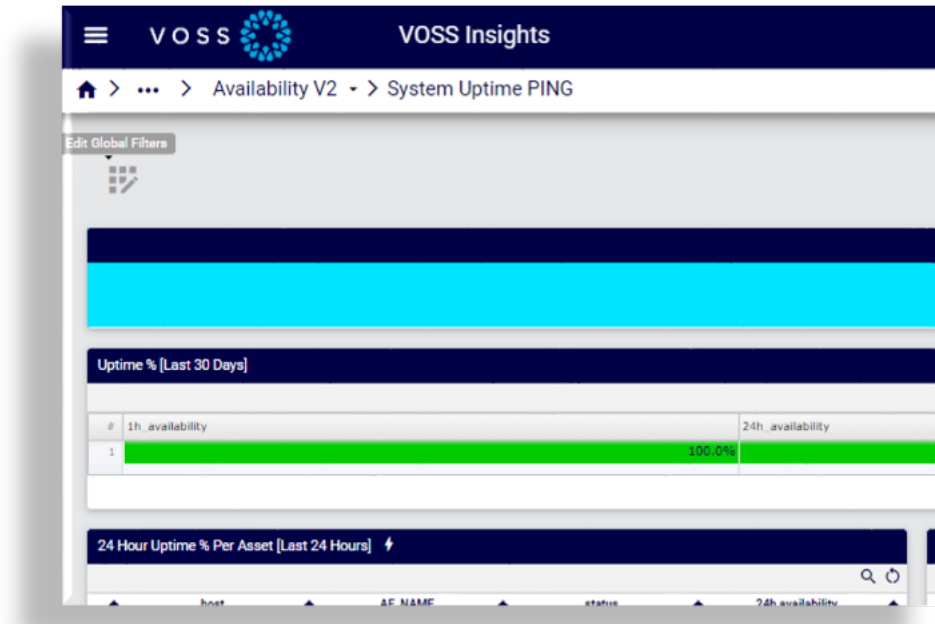 VOSS VOSS Insights
> ... > Availability V2 > System Uptime PING
Edit Global Filters
Uptime % [Last 30 Days]
# 1h_availability 24h_availability
1 100.0%
24 Hour Uptime % Per Asset [Last 24 Hours]
host AF_NAME status 24h availability